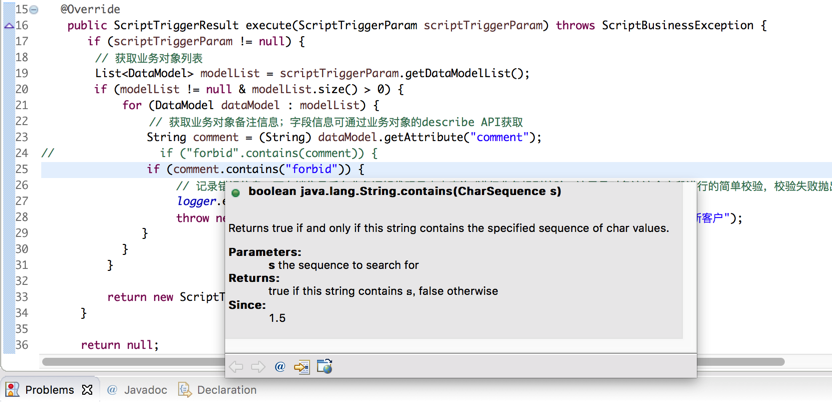 15 @Override
16 public ScriptTriggerResult execute(ScriptTriggerParam scriptTriggerParam) throws ScriptBusinessException {
17 if (scriptTriggerParam != null) {
18 // 获取业务对象列表
19 List<DataModel> modelList = scriptTriggerParam.getDataModelList();
20 if (modelList != null & modelList.size() > 0) {
21 for (DataModel dataModel : modelList) {
22 // 获取业务对象备注信息；字段信息可通过业务对象的describe API获取
23 String comment = (String) dataModel.getAttribute("comment");
24 // if ("forbid".contains(comment)) {
25 if (comment.contains("forbid")) {
26 // 记录 行的简单校验，校验失败抛出
27 logger.e
28 throw ne 客户");
29 }
30 }
31 }
32
33 return new ScriptT
34 }
35
36 return null;
boolean java.lang.String.contains(CharSequence s)
Returns true if and only if this string contains the specified sequence of char values.
Parameters:
s the sequence to search for
Returns:
true if this string contains s, false otherwise
Since:
1.5
Problems @ Javadoc Declaration